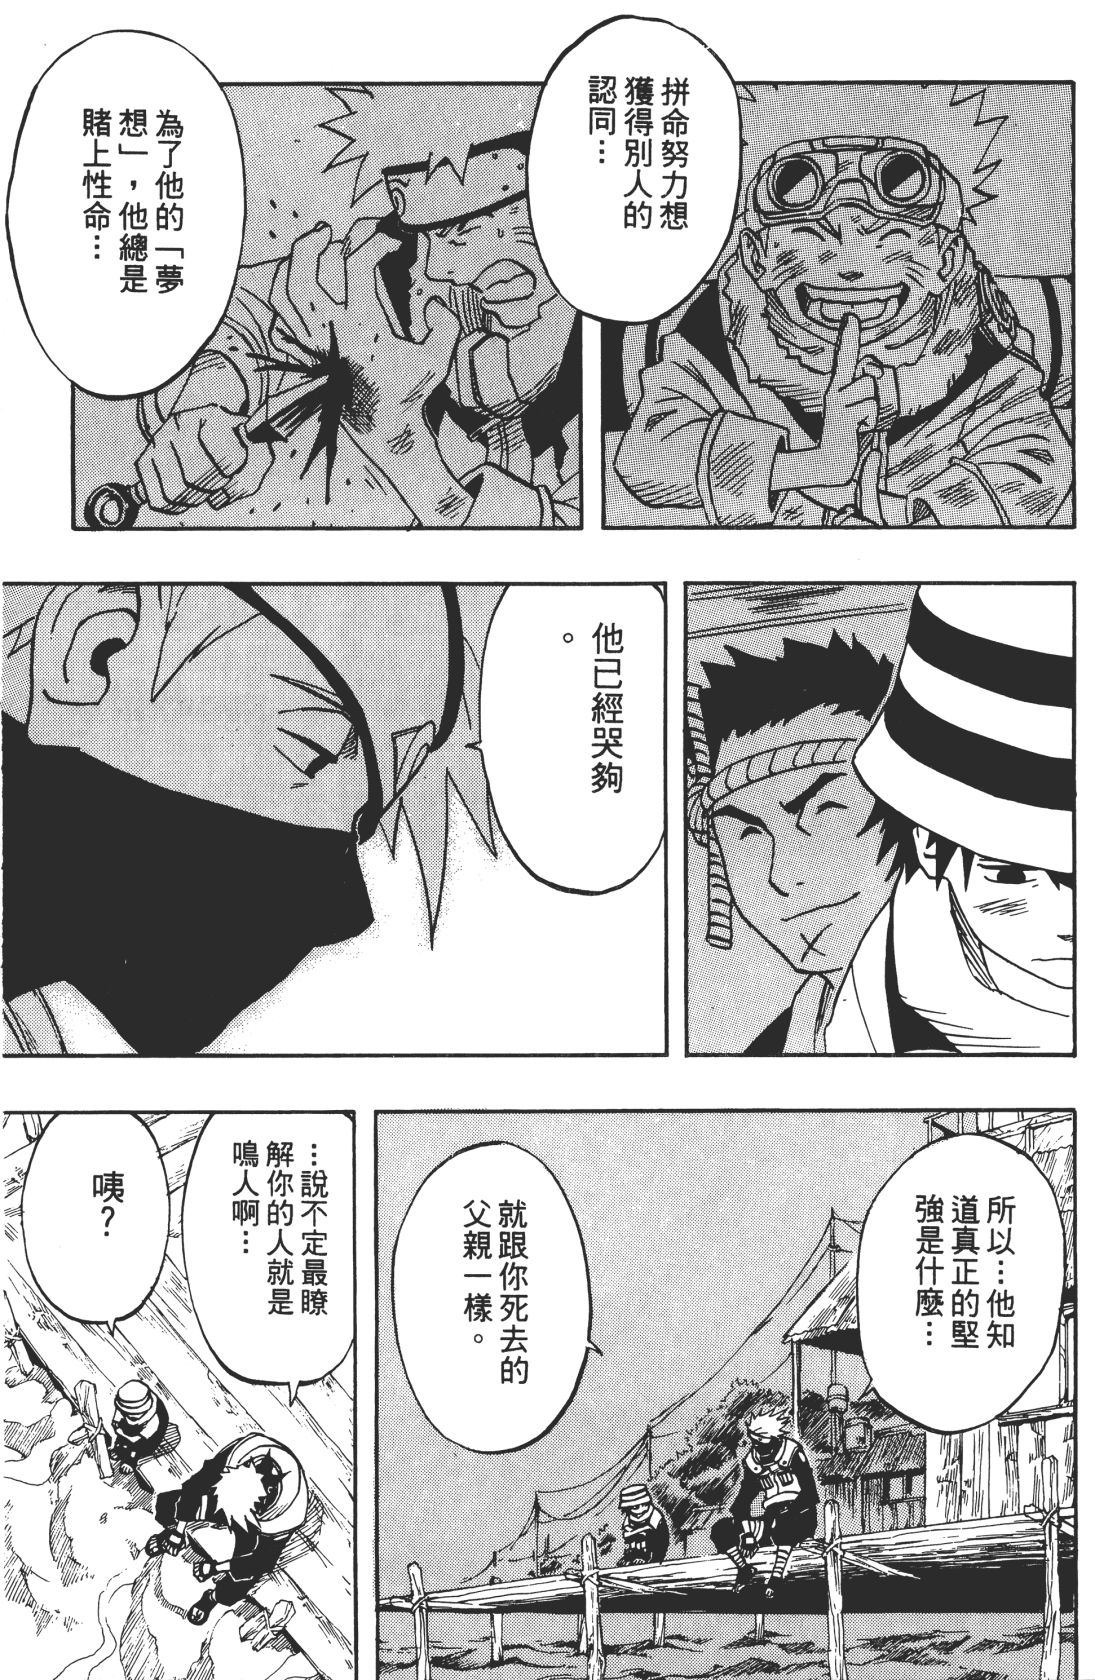 拼命努力想
獲得別人的
認同…
為了他的「夢
想」，他總是
賭上性命…
他已經哭夠
。
所以…他知
道真正的堅
強是什麼…
就跟你死去的
父親一樣。
…說不定最瞭
解你的人就是
鳴人啊…
咦?